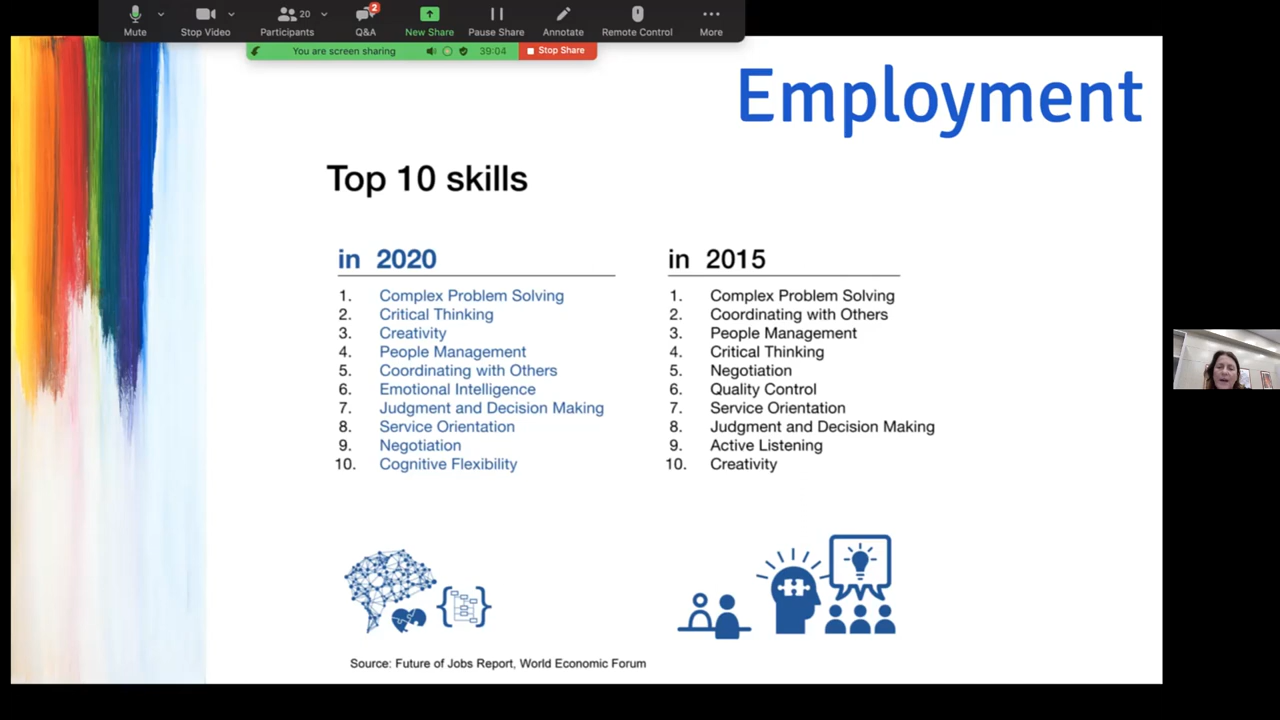 20
2
Mute
Stop Video
Participants
Q&A
New Share
Pause Share
Annotate
Remote Control
More
You are screen sharing
39:04
Stop Share
Employment
Top 10 skills
in 2020
1. Complex Problem Solving
2. Critical Thinking
3. Creativity
4. People Management
5. Coordinating with Others
6. Emotional Intelligence
7. Judgment and Decision Making
8. Service Orientation
9. Negotiation
10. Cognitive Flexibility
in 2015
1. Complex Problem Solving
2. Coordinating with Others
3. People Management
4. Critical Thinking
5. Negotiation
6. Quality Control
7. Service Orientation
8. Judgment and Decision Making
9. Active Listening
10. Creativity
Source: Future of Jobs Report, World Economic Forum